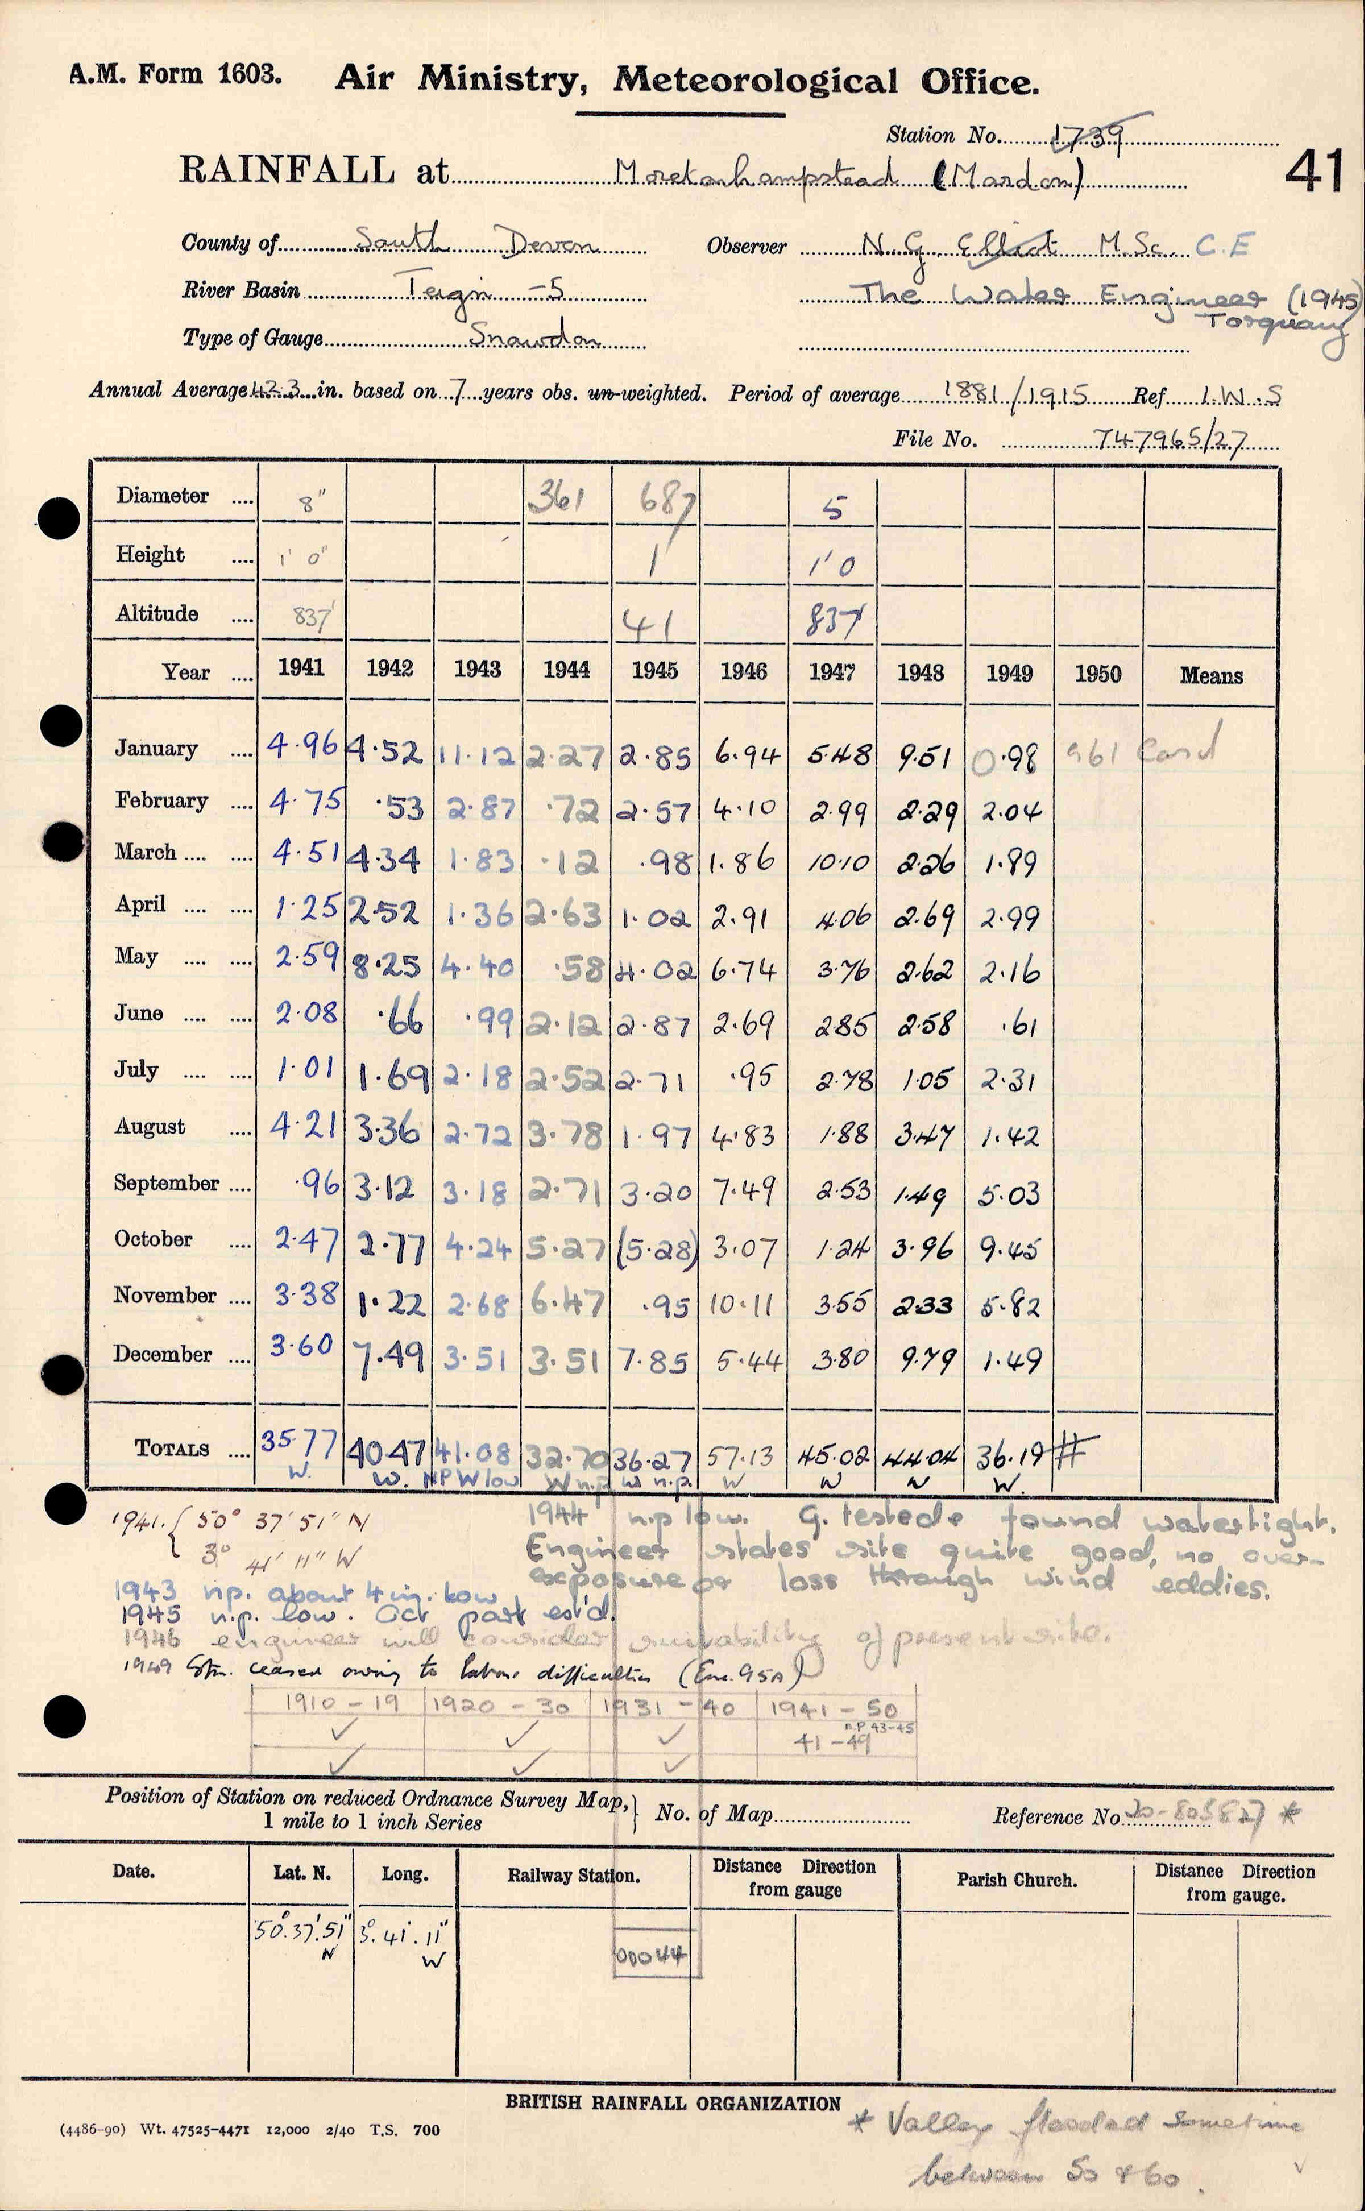 A.M. Form 1603. Air Ministry, Meteorological Office.
Station No. 1739
RAINFALL at Moretonhampstead (Mardon) 41
County of South Devon Observer N. G. Elliot M.Sc. C.E
River Basin Teign -5 The Water Engineer (1945)
Torquay
Type of Gauge Snowdon
Annual Average 42.3 in. based on 7 years obs. un-weighted. Period of average 1881/1915 Ref I.W.S
File No. 747965/27
Diameter 8" 361 687 5
Height 1' 0" 1 1' 0
Altitude 837' 41 837'
Year 1941 1942 1943 1944 1945 1946 1947 1948 1949 1950 Means
January 4.96 4.52 11.12 2.27 2.85 6.94 5.48 9.51 0.98 961 Card
February 4.75 .53 2.87 .72 2.57 4.10 2.99 2.29 2.04
March 4.51 4.34 1.83 .12 .98 1.86 10.10 2.26 1.89
April 1.25 2.52 1.36 2.63 1.02 2.91 4.06 2.69 2.99
May 2.59 8.25 4.40 .58 4.02 6.74 3.76 2.62 2.16
June 2.08 .66 .99 2.12 2.87 2.69 2.85 2.58 .61
July 1.01 1.69 2.18 2.52 2.71 .95 2.78 1.05 2.31
August 4.21 3.36 2.72 3.78 1.97 4.83 1.88 3.47 1.42
September .96 3.12 3.18 2.71 3.20 7.49 2.53 1.49 5.03
October 2.47 2.77 4.24 5.27 (5.28) 3.07 1.24 3.96 9.45
November 3.38 1.22 2.68 6.47 .95 10.11 3.55 2.33 5.82
December 3.60 7.49 3.51 3.51 7.85 5.44 3.80 9.79 1.49
TOTALS 35.77 40.47 41.08 32.70 36.27 57.13 45.02 44.04 36.19 #
W. W. NP W low W n.p. W n.p. W W W W.
1941. { 50° 37' 51" N
3° 41' 11" W
1944 n.p low. G. tested & found watertight.
Engineer states site quite good, no over-
exposure or loss through wind eddies.
1943 n.p. about 4 in. low
1945 n.p. low. Oct part est'd.
1946 engineer will consider suitability of present site.
1949 Stn. ceased owing to labour difficulties (Enc. 95A)
1910 - 19 1920 - 30 1931 - 40 1941 - 50
✓ ✓ ✓ n.p 43-45
41 - 49
✓ ✓ ✓
Position of Station on reduced Ordnance Survey Map, } No. of Map Reference No 20-803827 *
1 mile to 1 inch Series
Date. Lat. N. Long. Railway Station. Distance Direction from gauge Parish Church. Distance Direction from gauge.
50° 37' 51" N 3° 41' 11" W
00044
BRITISH RAINFALL ORGANIZATION
(4486-90) Wt. 47525-4471 12,000 2/40 T.S. 700
* Valley flooded sometime
between 50 & 60.